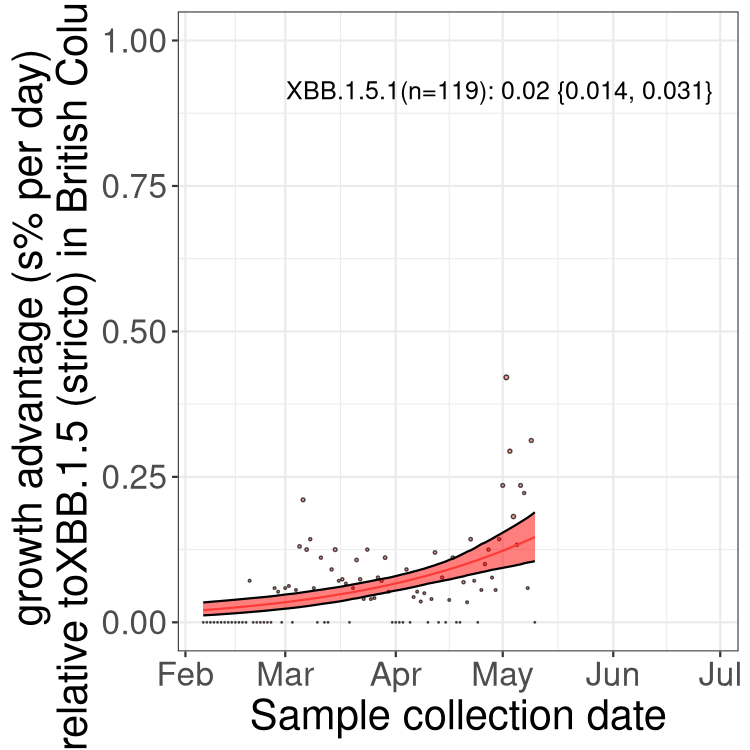 growth advantage (s% per day)
relative toXBB.1.5 (stricto) in British Colu
1.00
0.75
0.50
0.25
0.00
XBB.1.5.1(n=119): 0.02 {0.014, 0.031}
Feb Mar Apr May Jun Jul
Sample collection date